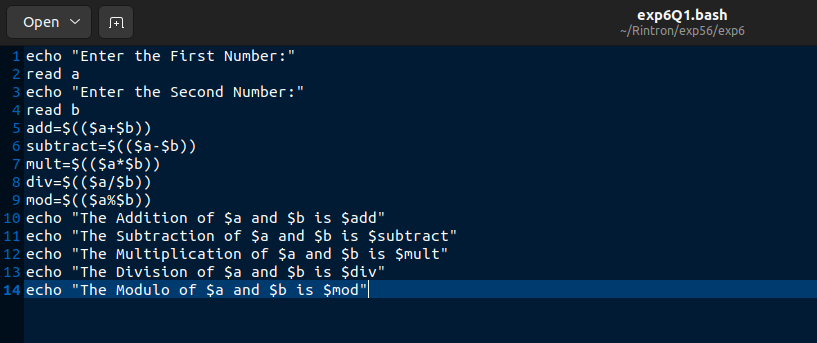 Open
exp6Q1.bash
~/Rintron/exp56/exp6
1 echo "Enter the First Number:"
2 read a
3 echo "Enter the Second Number:"
4 read b
5 add=$(($a+$b))
6 subtract=$(($a-$b))
7 mult=$(($a*$b))
8 div=$(($a/$b))
9 mod=$(($a%$b))
10 echo "The Addition of $a and $b is $add"
11 echo "The Subtraction of $a and $b is $subtract"
12 echo "The Multiplication of $a and $b is $mult"
13 echo "The Division of $a and $b is $div"
14 echo "The Modulo of $a and $b is $mod"